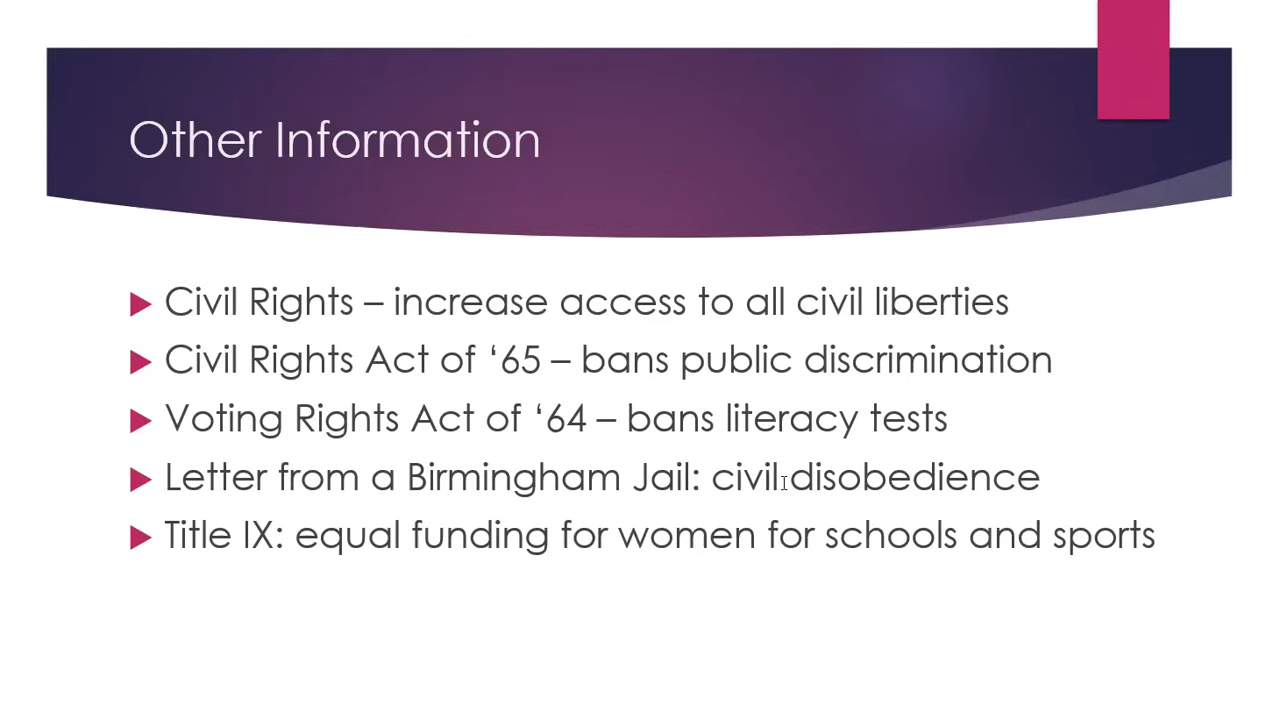 Other Information
Civil Rights – increase access to all civil liberties
Civil Rights Act of ‘65 – bans public discrimination
Voting Rights Act of ‘64 – bans literacy tests
Letter from a Birmingham Jail: civil disobedience
Title IX: equal funding for women for schools and sports